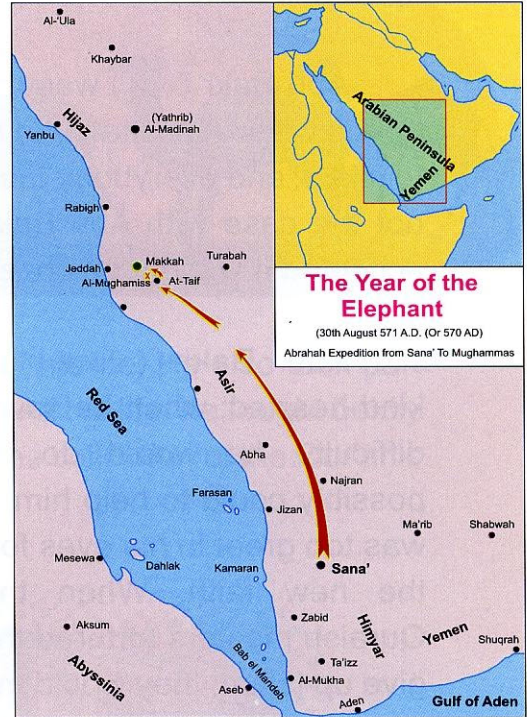 Al-'Ula
Khaybar
Hijaz
(Yathrib)
Al-Madinah
Yanbu
Rabigh
Makkah
Turabah
Jeddah
Al-Mughamiss
At-Taif
Red Sea
Asir
Abha
Najran
Farasan
Jizan
Ma'rib
Shabwah
Mesewa
Dahlak
Kamaran
Sana'
Aksum
Zabid
Himyar
Yemen
Shuqrah
Abyssinia
Bab el Mandeb
Ta'izz
Aseb
Al-Mukha
Aden
Gulf of Aden
Arabian Peninsula
Yemen
The Year of the
Elephant
(30th August 571 A.D. (Or 570 AD)
Abrahah Expedition from Sana' To Mughammas